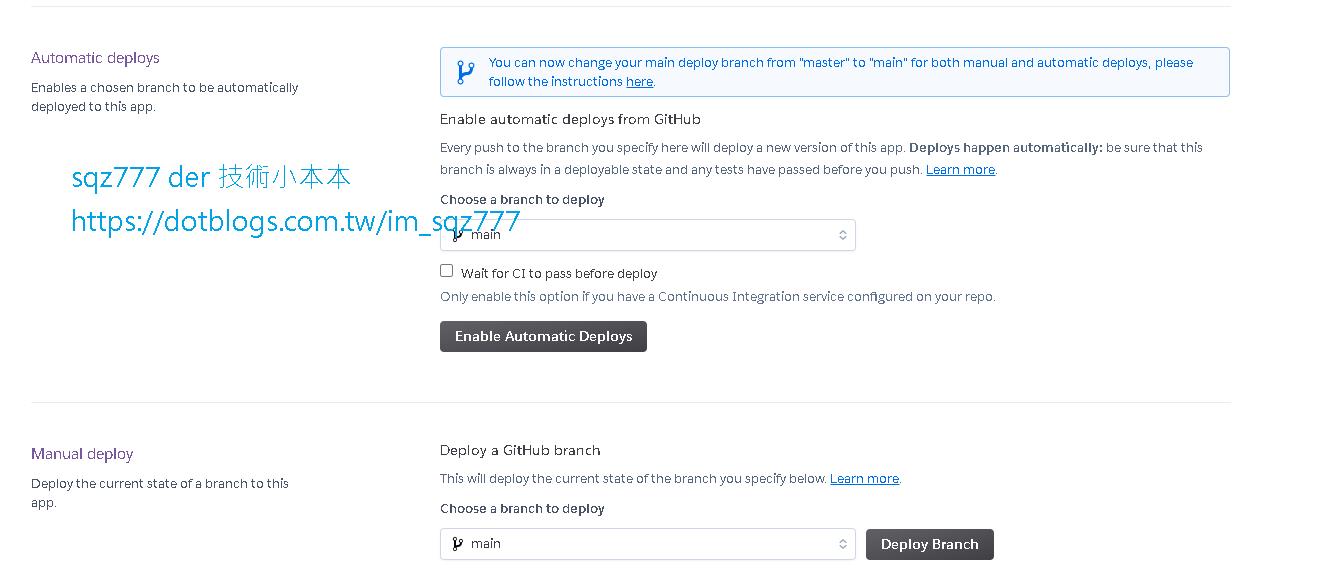 Automatic deploys
Enables a chosen branch to be automatically
deployed to this app.
sqz777 der 技術小本本
https://dotblogs.com.tw/im_sqz777
You can now change your main deploy branch from "master" to "main" for both manual and automatic deploys, please
follow the instructions here.
Enable automatic deploys from GitHub
Every push to the branch you specify here will deploy a new version of this app. Deploys happen automatically: be sure that this
branch is always in a deployable state and any tests have passed before you push. Learn more.
Choose a branch to deploy
main
Wait for CI to pass before deploy
Only enable this option if you have a Continuous Integration service configured on your repo.
Enable Automatic Deploys
Manual deploy
Deploy the current state of a branch to this
app.
Deploy a GitHub branch
This will deploy the current state of the branch you specify below. Learn more.
Choose a branch to deploy
main
Deploy Branch